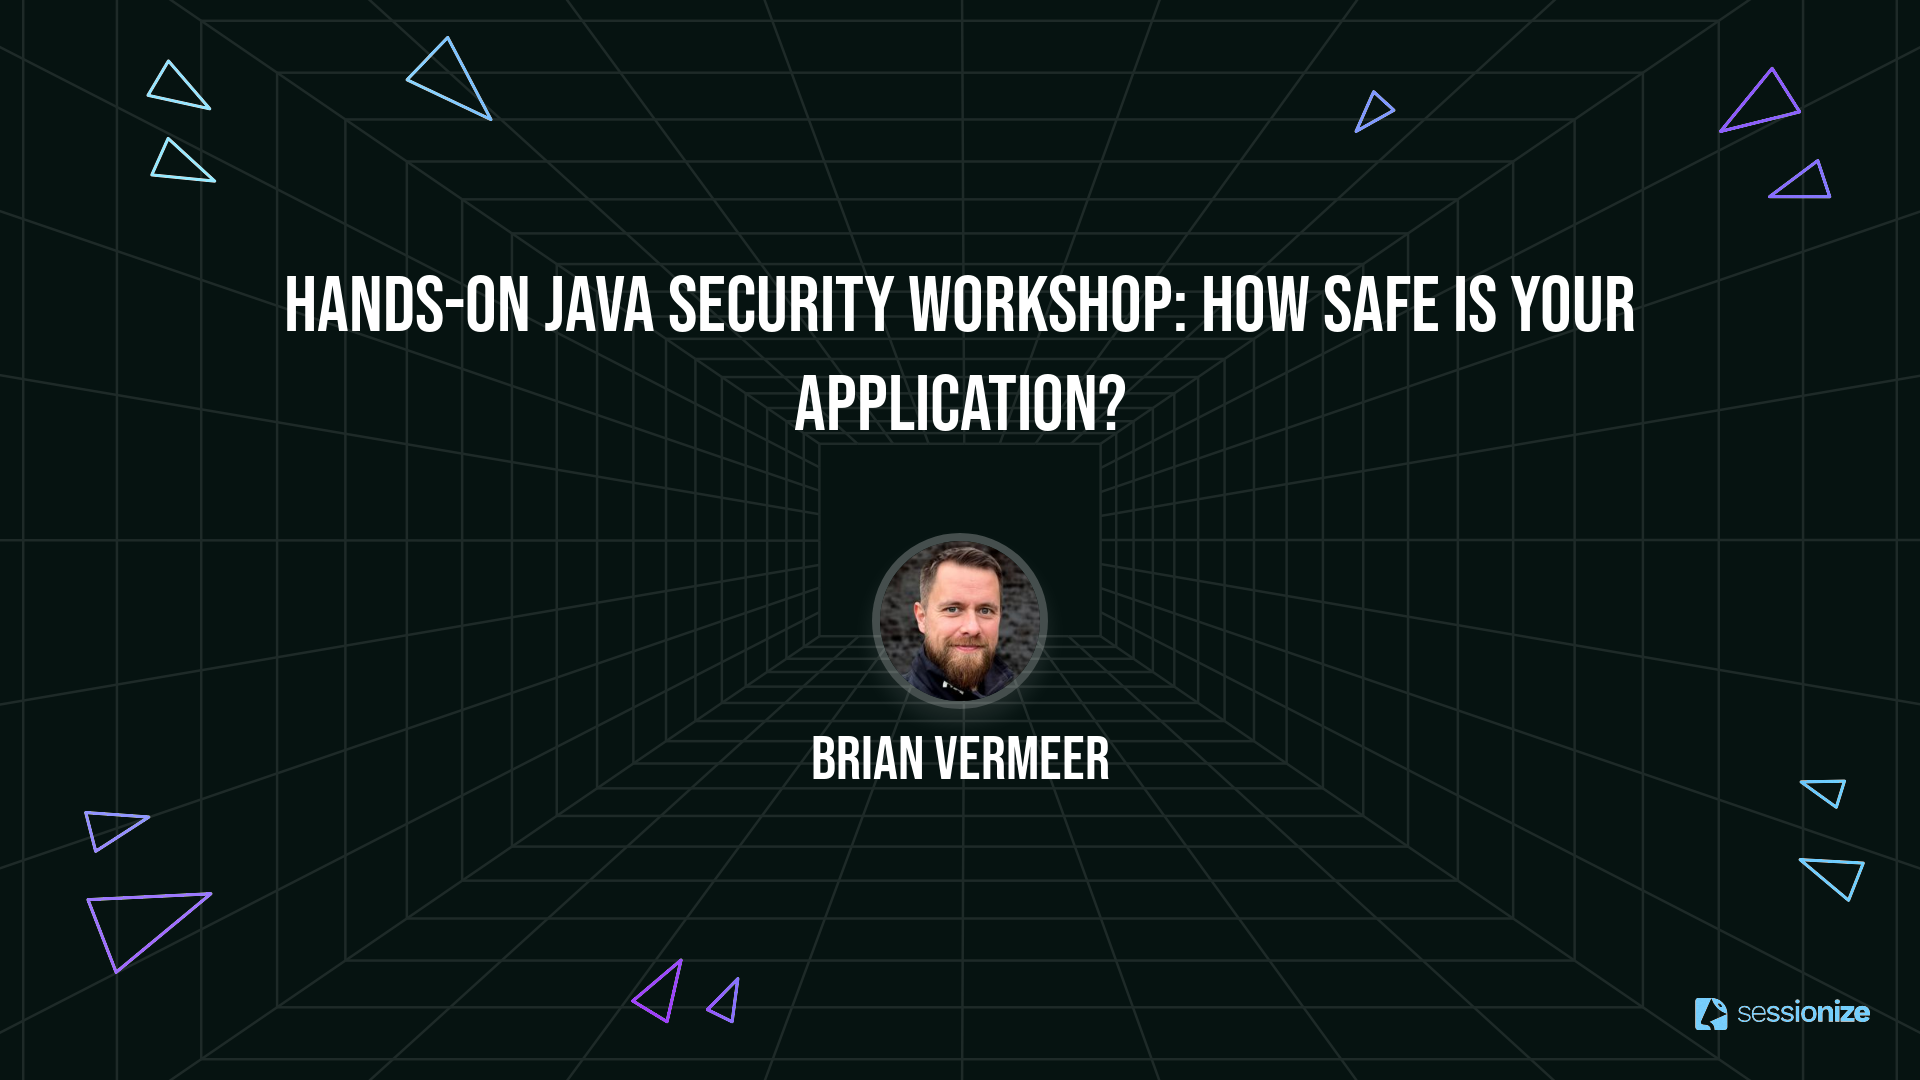 HANDS-ON JAVA SECURITY WORKSHOP: HOW SAFE IS YOUR
APPLICATION?
BRIAN VERMEER
sessionize